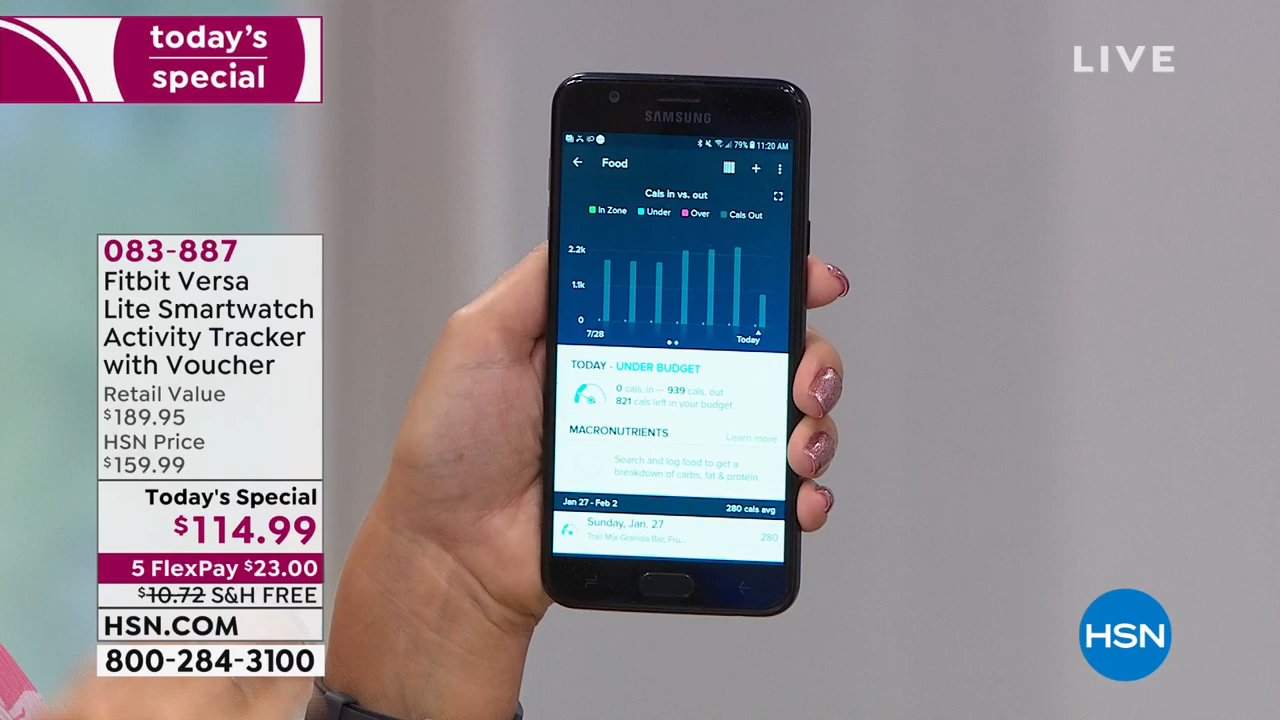 today's
special
LIVE
083-887
Fitbit Versa
Lite Smartwatch
Activity Tracker
with Voucher
Retail Value
$189.95
HSN Price
$159.99
Today's Special
$114.99
5 FlexPay $23.00
$10.72 S&H FREE
HSN.COM
800-284-3100
SAMSUNG
79% 11:20 AM
Food
Cals in vs. out
In Zone Under Over Cals Out
2.2k
1.1k
0
7/28 Today
TODAY - UNDER BUDGET
0 cals. in — 939 cals. out
821 cals left in your budget
MACRONUTRIENTS Learn more
Search and log food to get a
breakdown of carbs, fat & protein
Jan 27 - Feb 2 280 cals avg
Sunday, Jan. 27
Trail Mix Granola Bar, Fru... 280
HSN